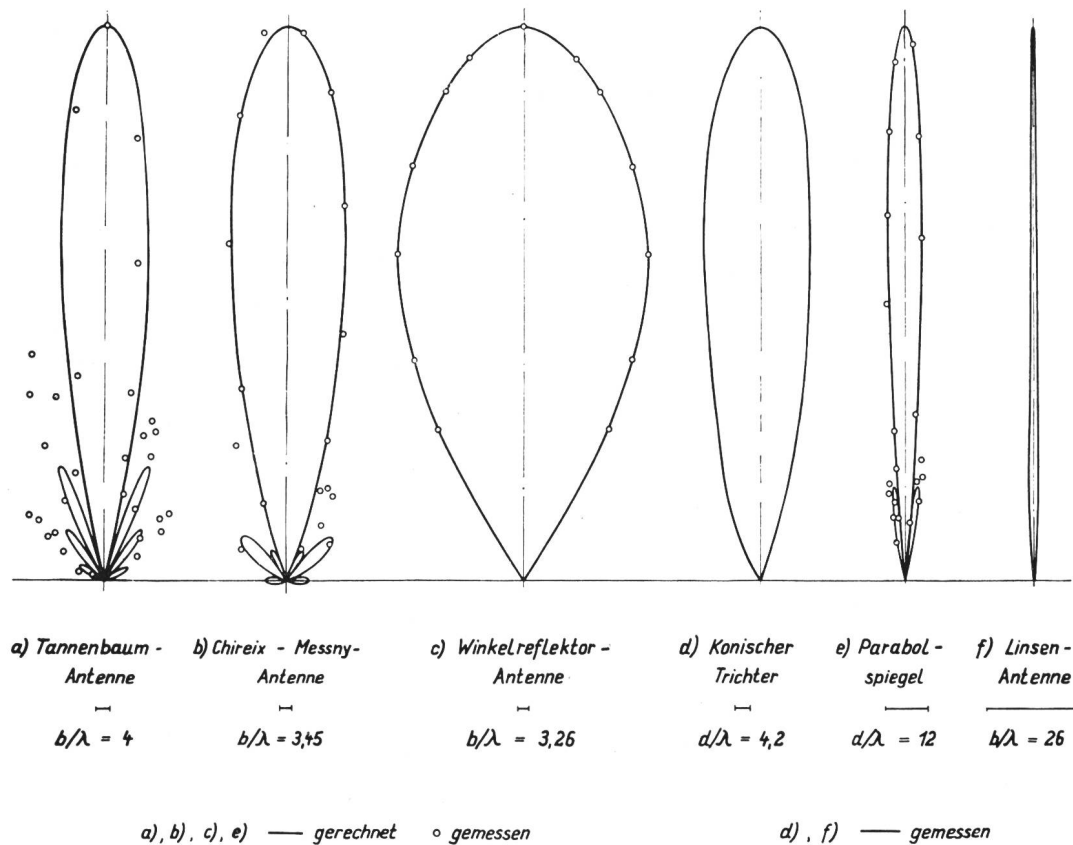 a) Tannenbaum -
Antenne
b/λ = 4
b) Chireix - Messny-
Antenne
b/λ = 3,45
c) Winkelreflektor -
Antenne
b/λ = 3,26
d) Konischer
Trichter
d/λ = 4,2
e) Parabol -
spiegel
d/λ = 12
f) Linsen -
Antenne
b/λ = 26
a), b), c), e) —— gerechnet o gemessen
d), f) —— gemessen